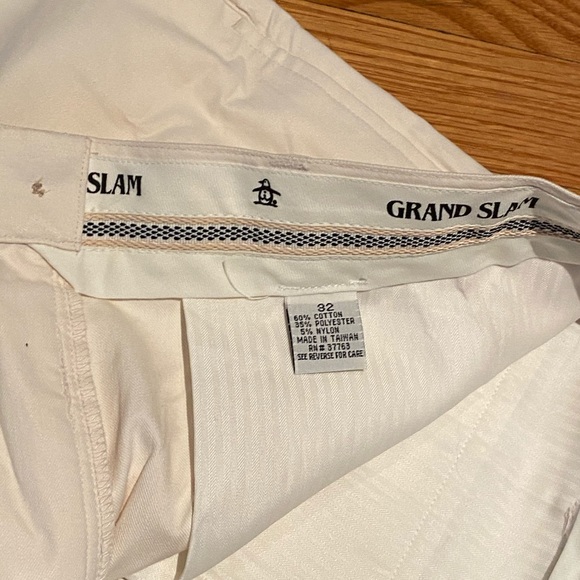 SLAM
GRAND SLAM
32
60% COTTON
35% POLYESTER
5% NYLON
MADE IN TAIWAN
RN# 37763
SEE REVERSE FOR CARE